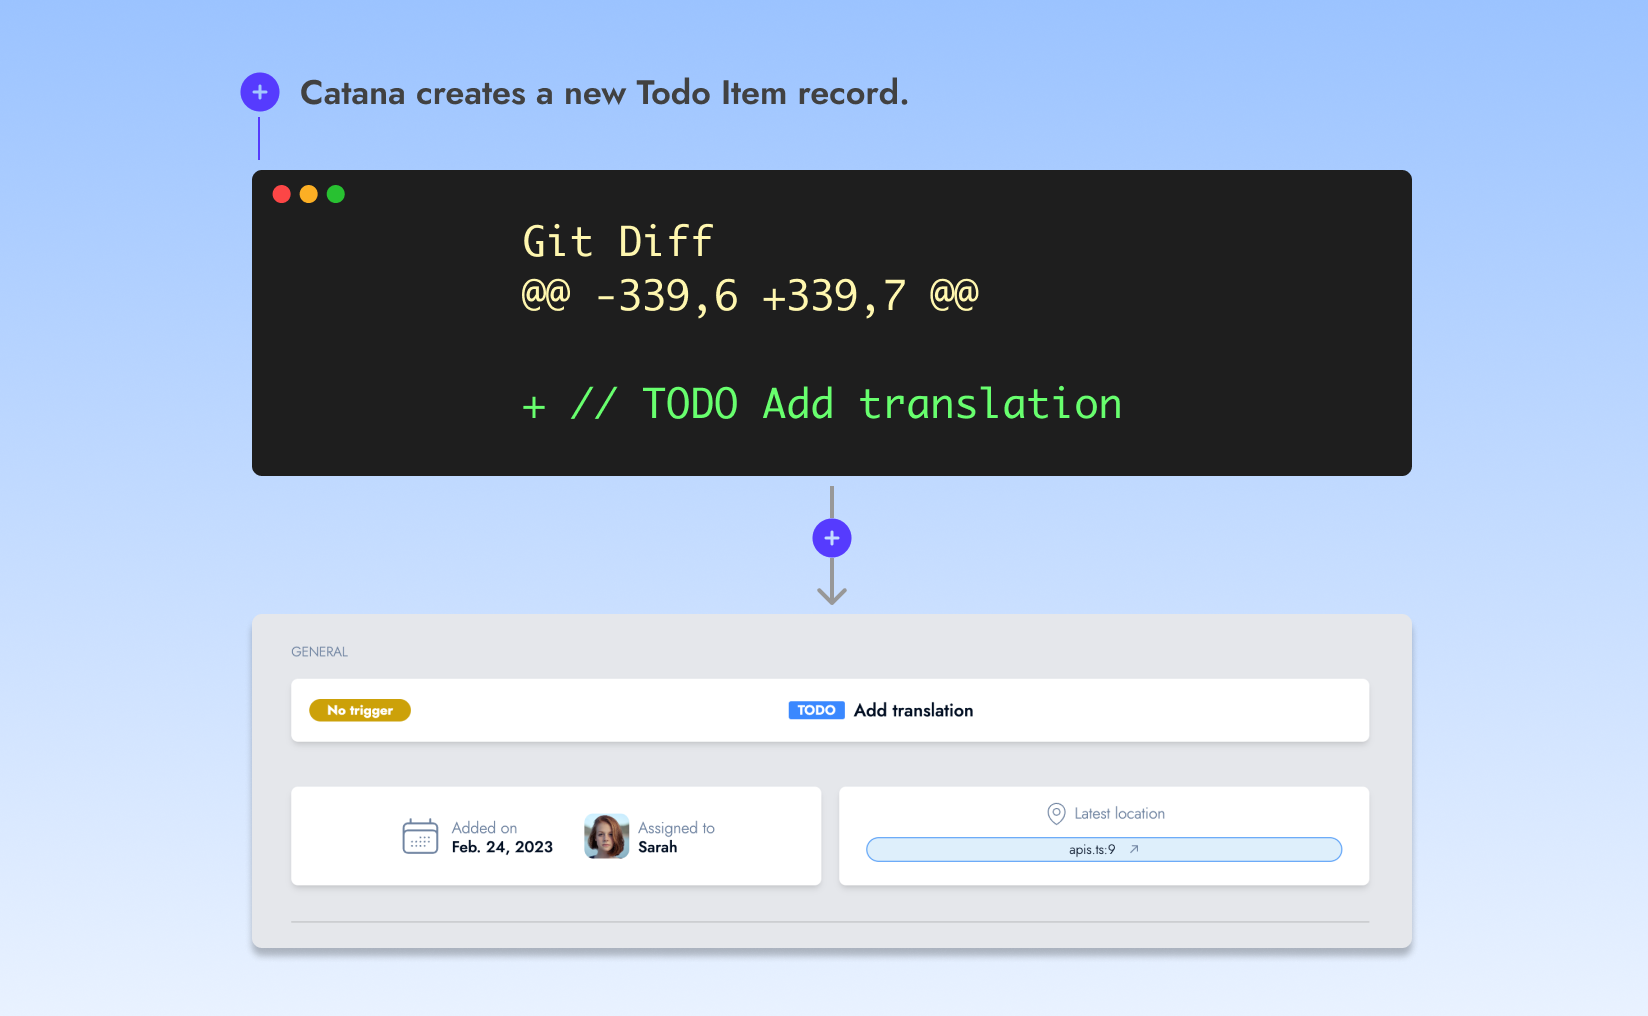 Catana creates a new Todo Item record.
Git Diff
@@ -339,6 +339,7 @@
+ // TODO Add translation
GENERAL
No trigger
TODO Add translation
Added on
Feb. 24, 2023
Assigned to
Sarah
Latest location
apis.ts:9